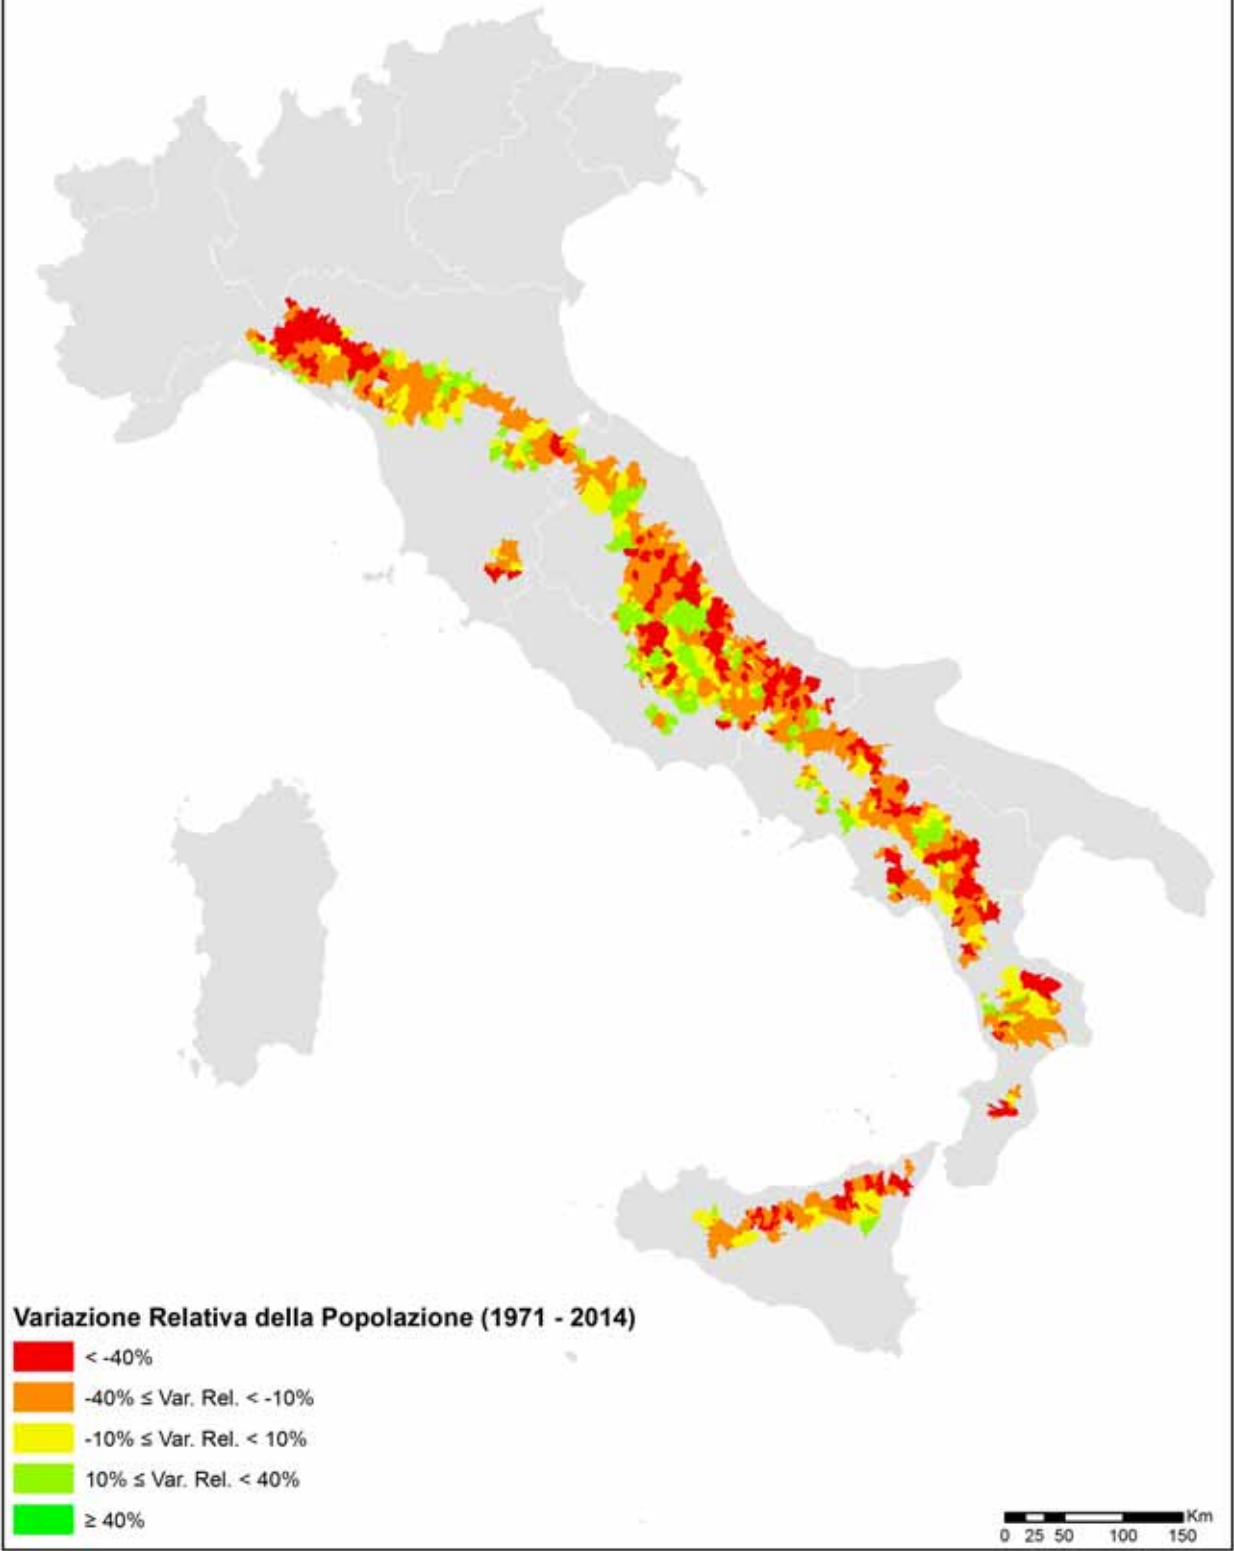 Variazione Relativa della Popolazione (1971 - 2014)
< -40%
-40% ≤ Var. Rel. < -10%
-10% ≤ Var. Rel. < 10%
10% ≤ Var. Rel. < 40%
≥ 40%
Km
0 25 50 100 150